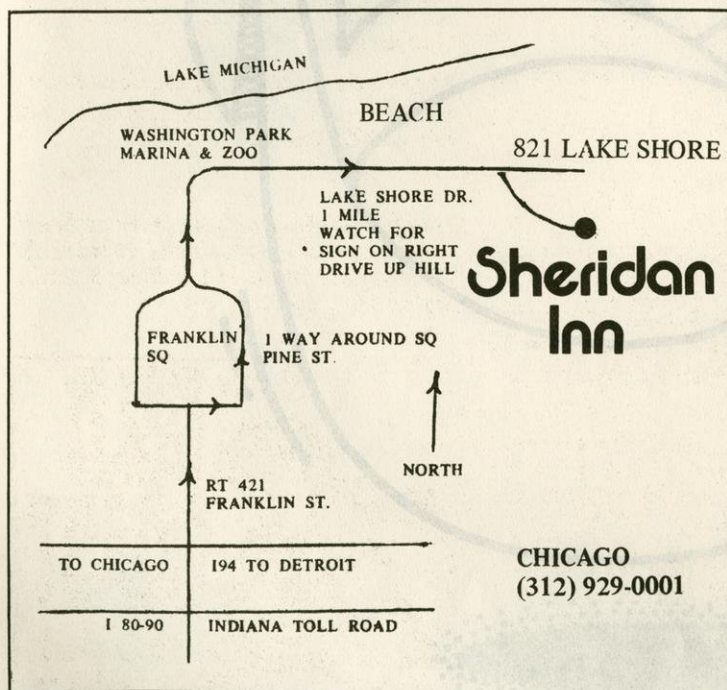 LAKE MICHIGAN
BEACH
WASHINGTON PARK
MARINA & ZOO
821 LAKE SHORE
LAKE SHORE DR.
1 MILE
WATCH FOR
SIGN ON RIGHT
DRIVE UP HILL
Sheridan
Inn
FRANKLIN
SQ
1 WAY AROUND SQ
PINE ST.
NORTH
RT 421
FRANKLIN ST.
TO CHICAGO
I94 TO DETROIT
CHICAGO
(312) 929-0001
I 80-90
INDIANA TOLL ROAD